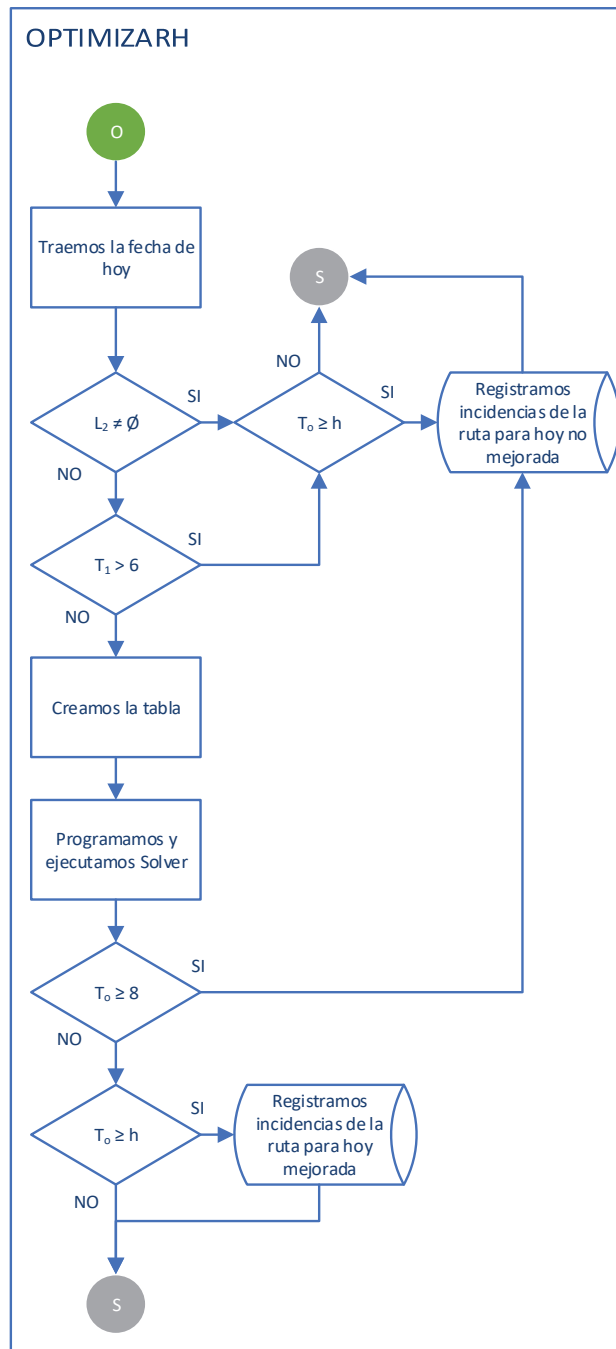 OPTIMIZARH
O
Traemos la fecha de
hoy
S
NO
SI
SI
L₂ ≠ Ø
Tₒ ≥ h
Registramos
incidencias de la
ruta para hoy no
mejorada
NO
SI
T₁ > 6
NO
Creamos la tabla
Programamos y
ejecutamos Solver
SI
Tₒ ≥ 8
NO
SI
Tₒ ≥ h
Registramos
incidencias de la
ruta para hoy
mejorada
NO
S